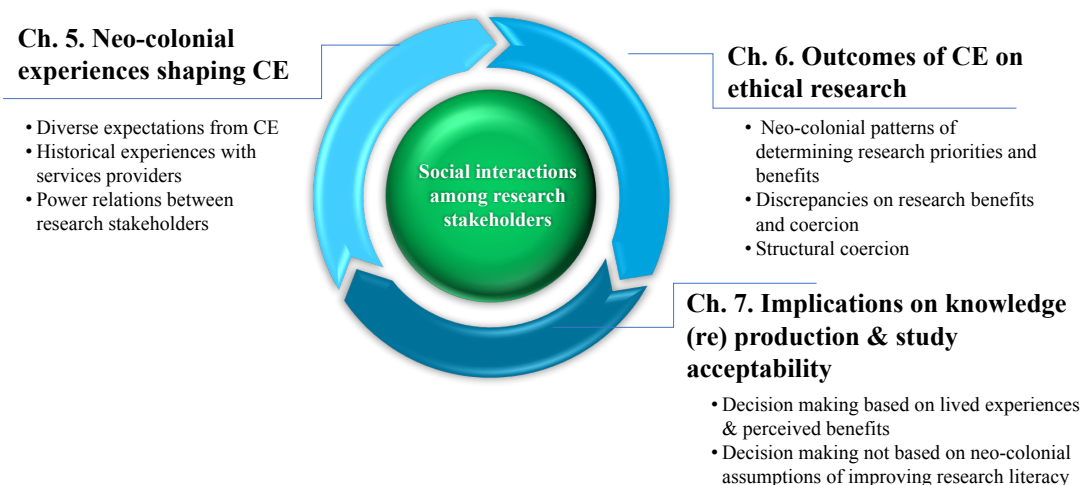 Ch. 5. Neo-colonial
experiences shaping CE
• Diverse expectations from CE
• Historical experiences with
services providers
• Power relations between
research stakeholders
Social interactions
among research
stakeholders
Ch. 6. Outcomes of CE on
ethical research
• Neo-colonial patterns of
determining research priorities and
benefits
• Discrepancies on research benefits
and coercion
• Structural coercion
Ch. 7. Implications on knowledge
(re) production & study
acceptability
• Decision making based on lived experiences
& perceived benefits
• Decision making not based on neo-colonial
assumptions of improving research literacy